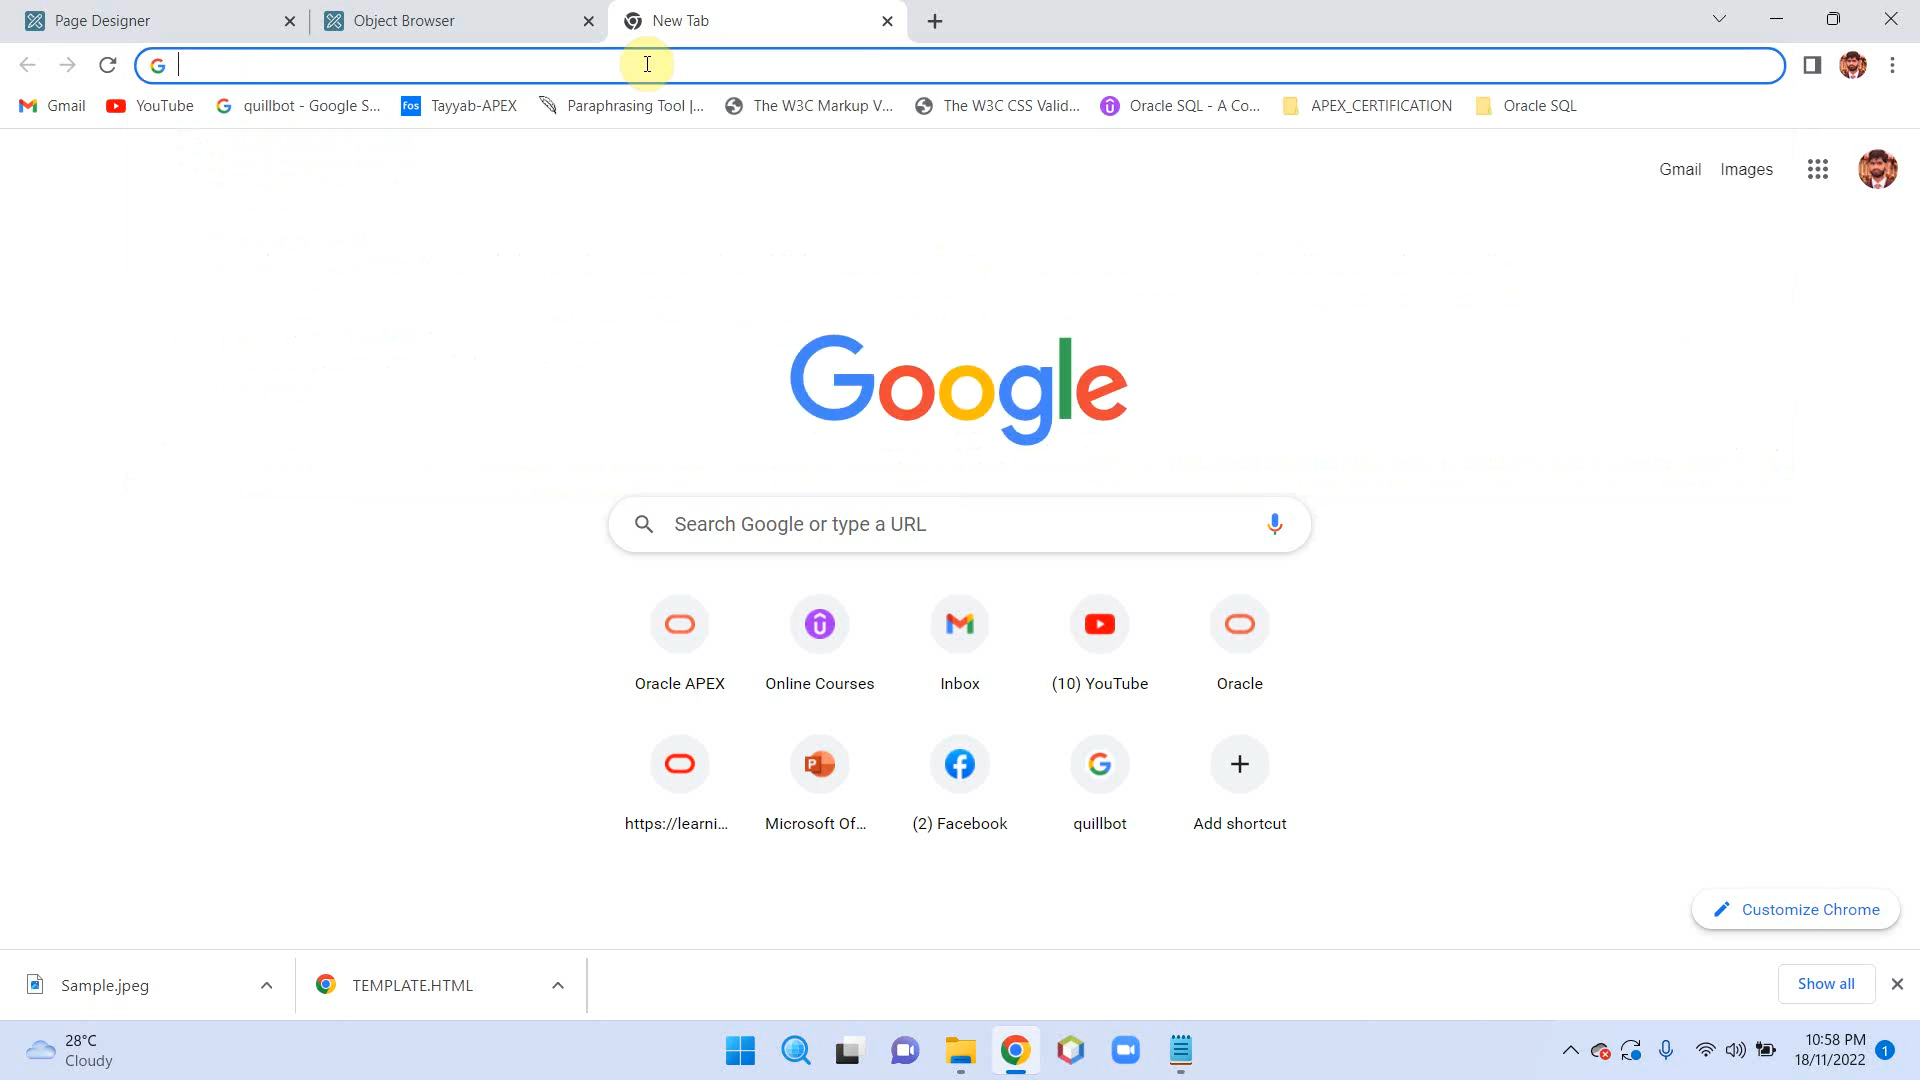 Page Designer
Object Browser
New Tab
Gmail
YouTube
quillbot - Google S...
fos
Tayyab-APEX
Paraphrasing Tool |...
The W3C Markup V...
The W3C CSS Valid...
Oracle SQL - A Co...
APEX_CERTIFICATION
Oracle SQL
Gmail
Images
Google
Search Google or type a URL
Oracle APEX
Online Courses
Inbox
(10) YouTube
Oracle
https://learni...
Microsoft Of...
(2) Facebook
quillbot
Add shortcut
Customize Chrome
Sample.jpeg
TEMPLATE.HTML
Show all
28°C
Cloudy
10:58 PM
18/11/2022
1